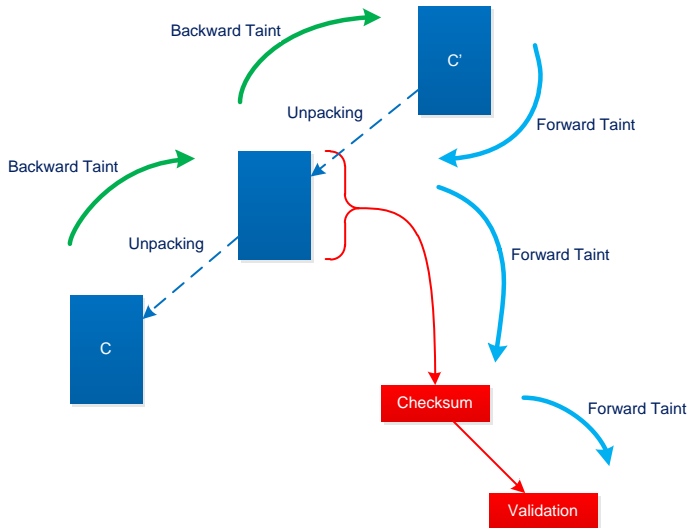 Backward Taint
C’
Unpacking
Forward Taint
Backward Taint
Unpacking
Forward Taint
C
Checksum
Forward Taint
Validation